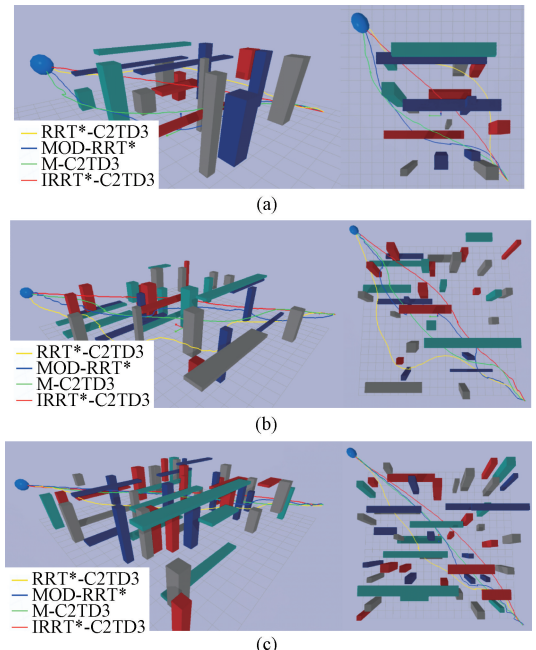 RRT*-C2TD3
MOD-RRT*
M-C2TD3
IRRT*-C2TD3
(a)
RRT*-C2TD3
MOD-RRT*
M-C2TD3
IRRT*-C2TD3
(b)
RRT*-C2TD3
MOD-RRT*
M-C2TD3
IRRT*-C2TD3
(c)